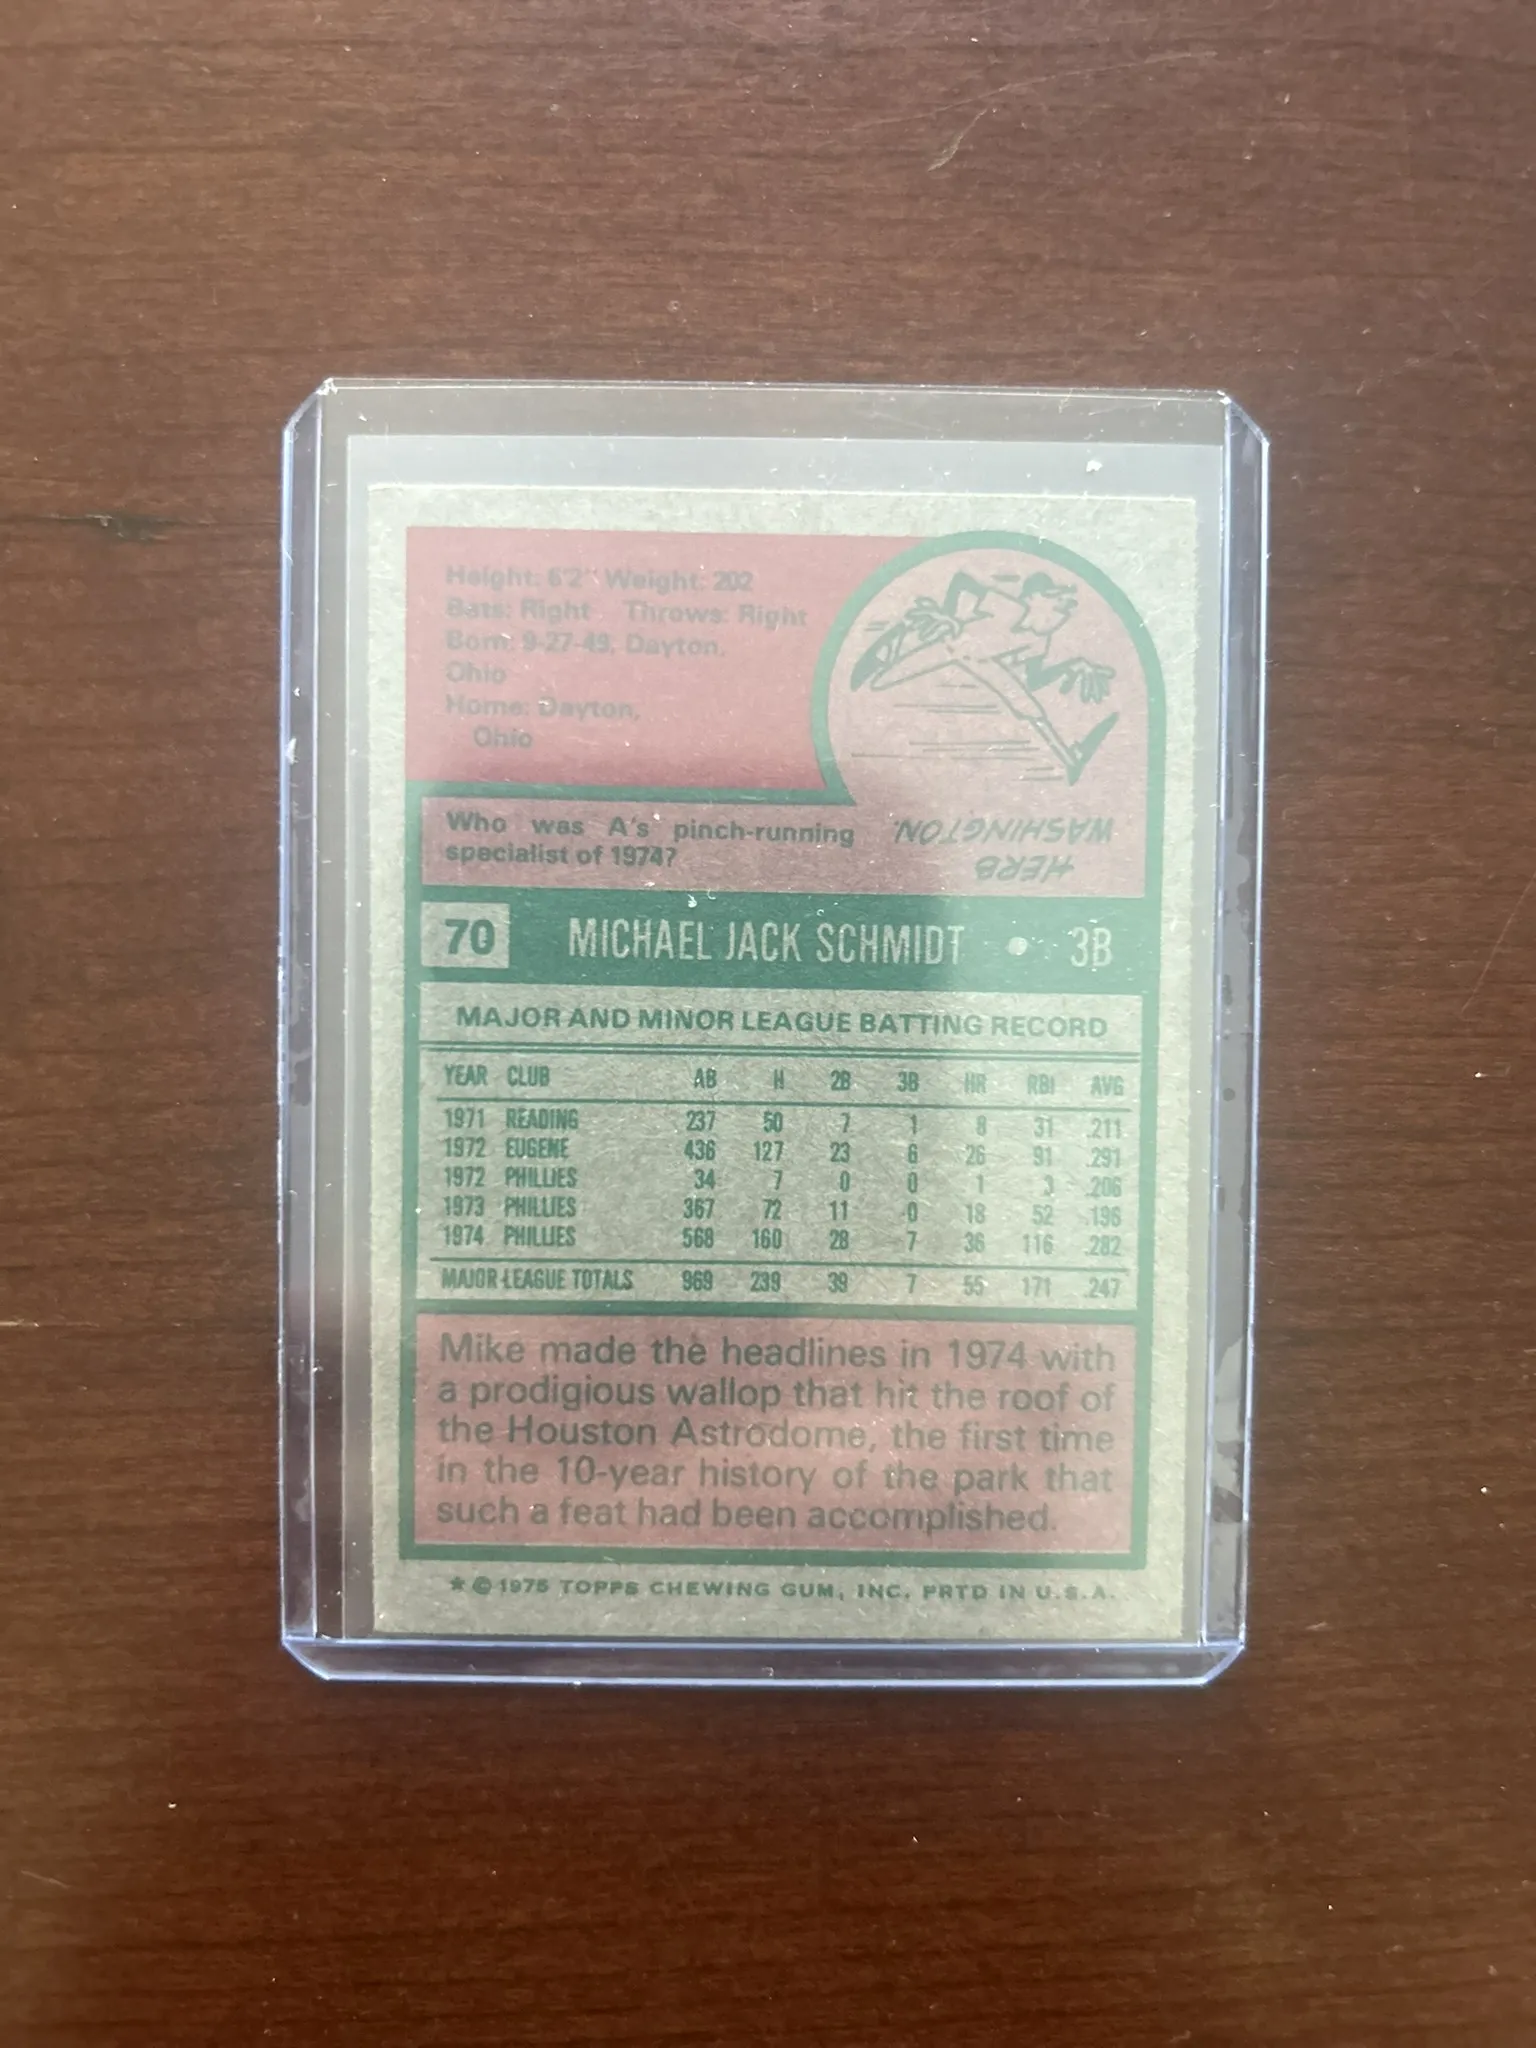 Height: 6'2" Weight: 202
Bats: Right Throws: Right
Born: 9-27-49, Dayton,
Ohio
Home: Dayton,
Ohio
Who was A's pinch-running
specialist of 1974?
HERB
WASHINGTON.
70 MICHAEL JACK SCHMIDT • 3B
MAJOR AND MINOR LEAGUE BATTING RECORD
YEAR CLUB AB H 2B 3B HR RBI AVG
1971 READING 237 50 7 1 8 31 .211
1972 EUGENE 436 127 23 6 26 91 .291
1972 PHILLIES 34 7 0 0 1 3 .206
1973 PHILLIES 367 72 11 0 18 52 .196
1974 PHILLIES 568 160 28 7 36 116 .282
MAJOR LEAGUE TOTALS 969 239 39 7 55 171 .247
Mike made the headlines in 1974 with
a prodigious wallop that hit the roof of
the Houston Astrodome, the first time
in the 10-year history of the park that
such a feat had been accomplished.
* © 1975 TOPPS CHEWING GUM, INC. PRTD IN U.S.A.